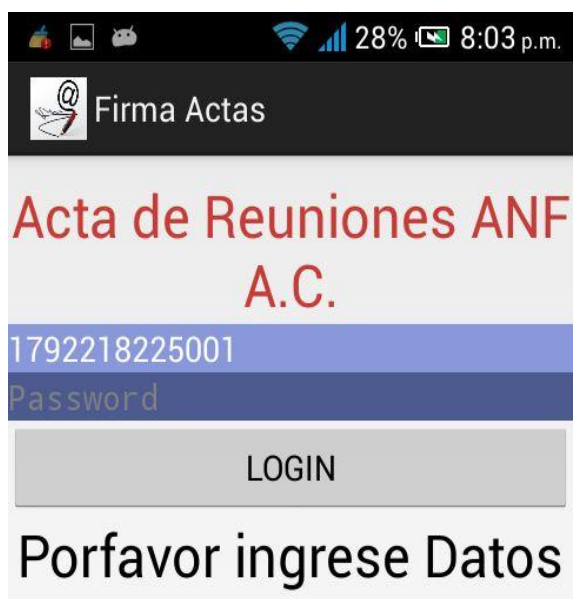 28% 8:03 p.m.
@ Firma Actas
Acta de Reuniones ANF
A.C.
1792218225001
Password
LOGIN
Porfavor ingrese Datos